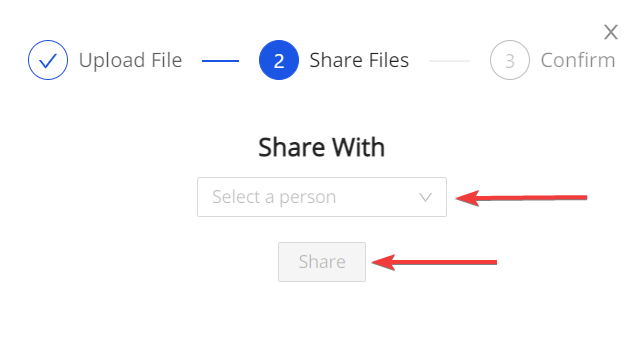 Upload File
2
Share Files
3
Confirm
Share With
Select a person
Share